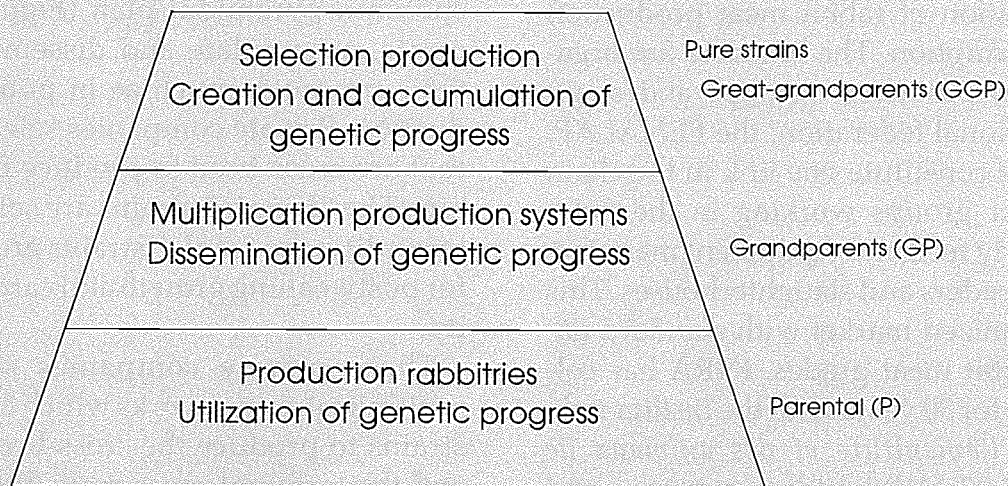 Selection production
Creation and accumulation of
genetic progress
Pure strains
Great-grandparents (GGP)
Multiplication production systems
Dissemination of genetic progress
Grandparents (GP)
Production rabbitries
Utilization of genetic progress
Parental (P)